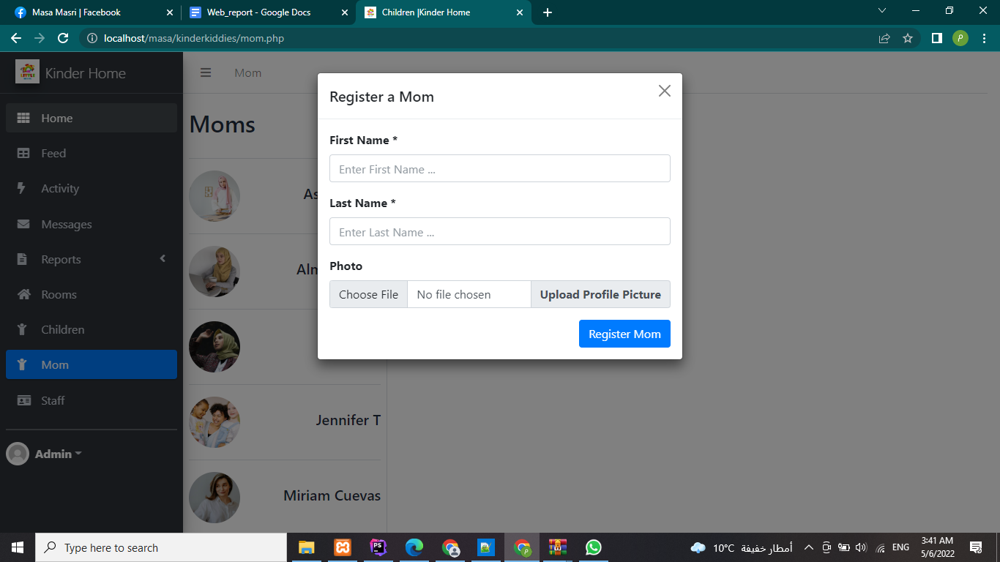 Masa Masri | Facebook
Web_report - Google Docs
Children |Kinder Home
localhost/masa/kinderkiddies/mom.php
P
Kinder Home
Mom
Home
Feed
Activity
Messages
Reports
Rooms
Children
Mom
Staff
Admin
Moms
As
Alm
Jennifer T
Miriam Cuevas
Register a Mom
First Name *
Enter First Name ...
Last Name *
Enter Last Name ...
Photo
Choose File No file chosen Upload Profile Picture
Register Mom
Type here to search
PS
P
10°C أمطار خفيفة
ENG
3:41 AM
5/6/2022